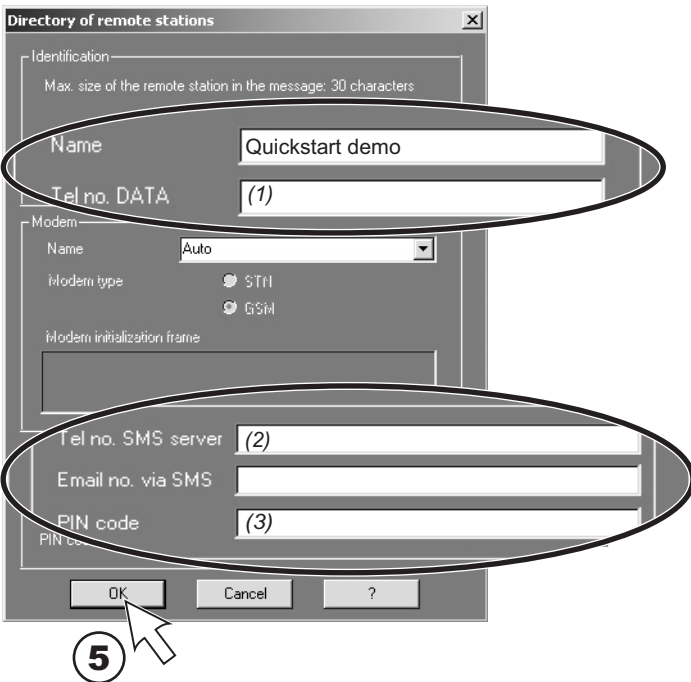 Directory of remote stations
Identification
Max. size of the remote station in the message: 30 characters
Name Quickstart demo
Tel no. DATA (1)
Modem
Name Auto
Modem type STN
GSM
Modem initialization frame
Tel no. SMS server (2)
Email no. via SMS
PIN code (3)
PIN
OK Cancel ?
5